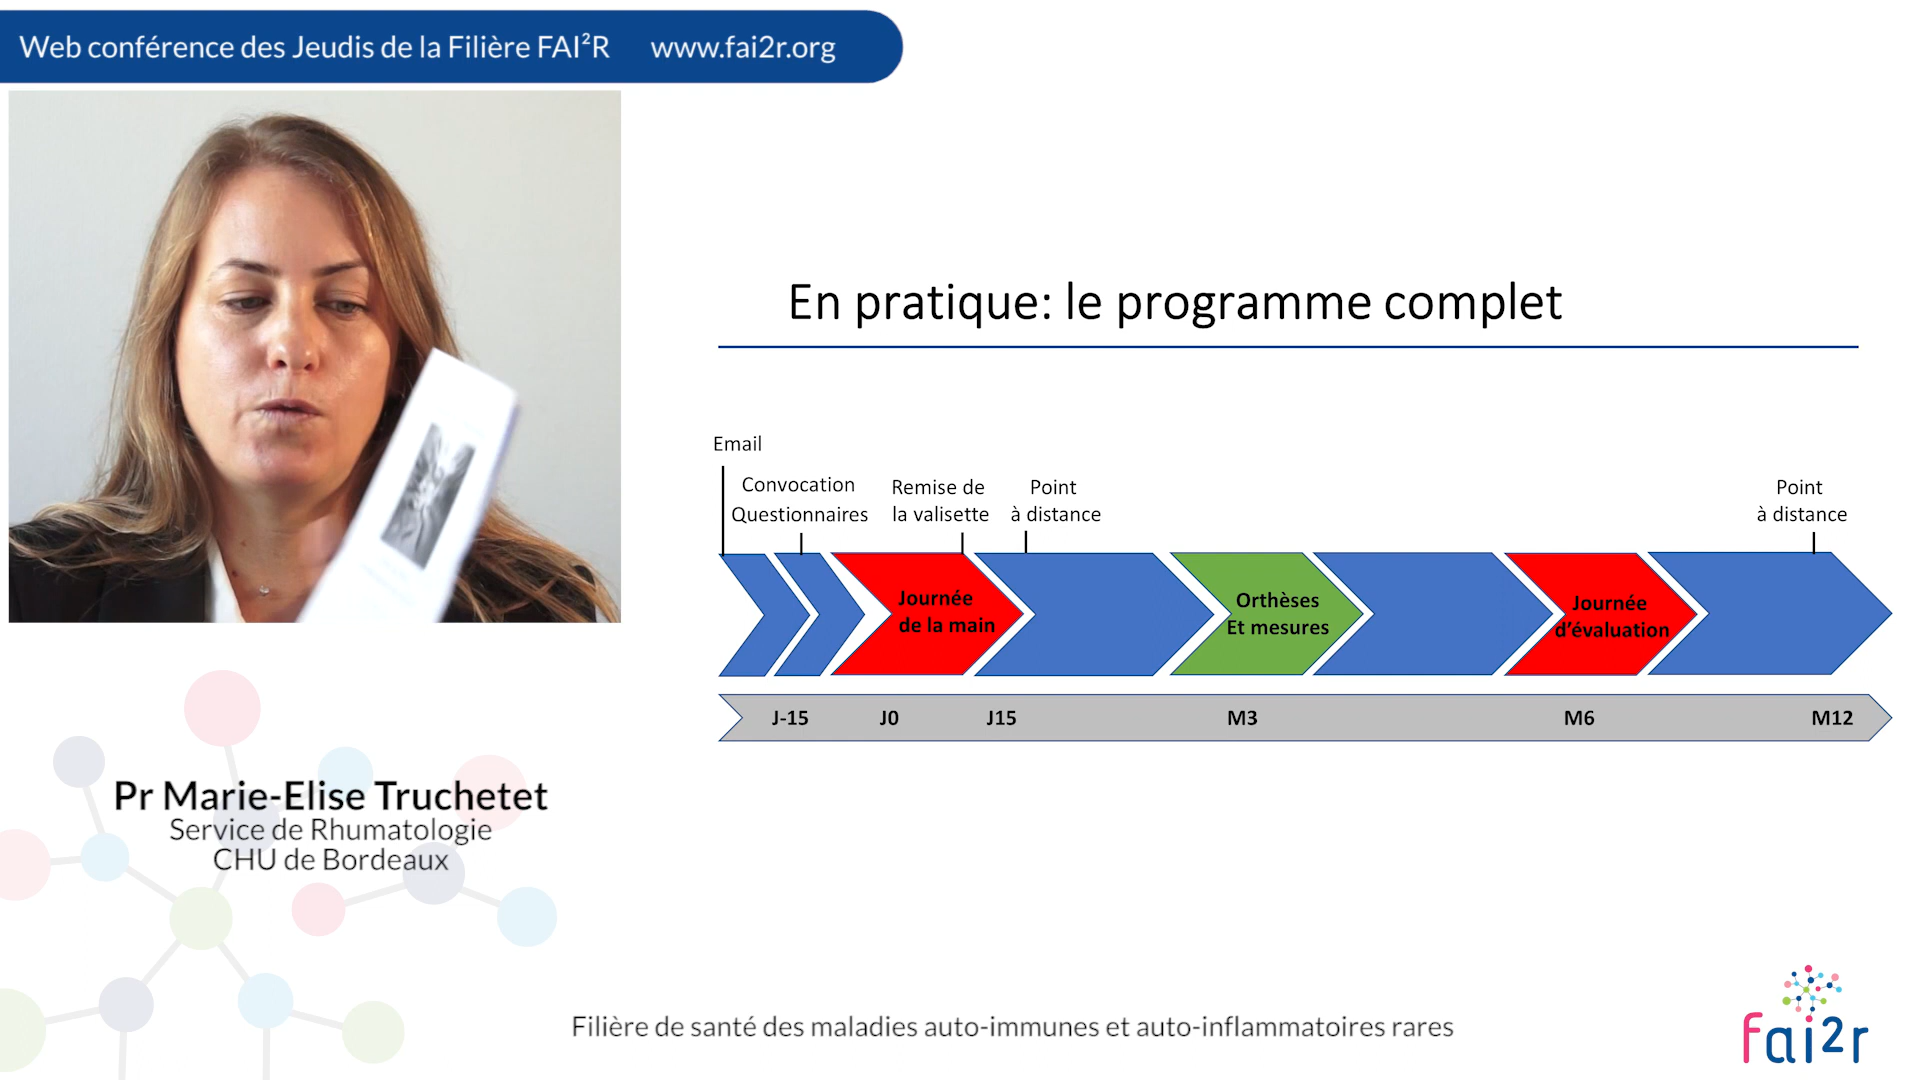 Web conférence des Jeudis de la Filière FAI²R www.fai2r.org
En pratique: le programme complet
Email
Convocation
Questionnaires
Remise de
la valisette
Point
à distance
Point
à distance
Journée
de la main
Orthèses
Et mesures
Journée
d'évaluation
J-15 J0 J15 M3 M6 M12
Pr Marie-Elise Truchetet
Service de Rhumatologie
CHU de Bordeaux
Filière de santé des maladies auto-immunes et auto-inflammatoires rares
fai2r